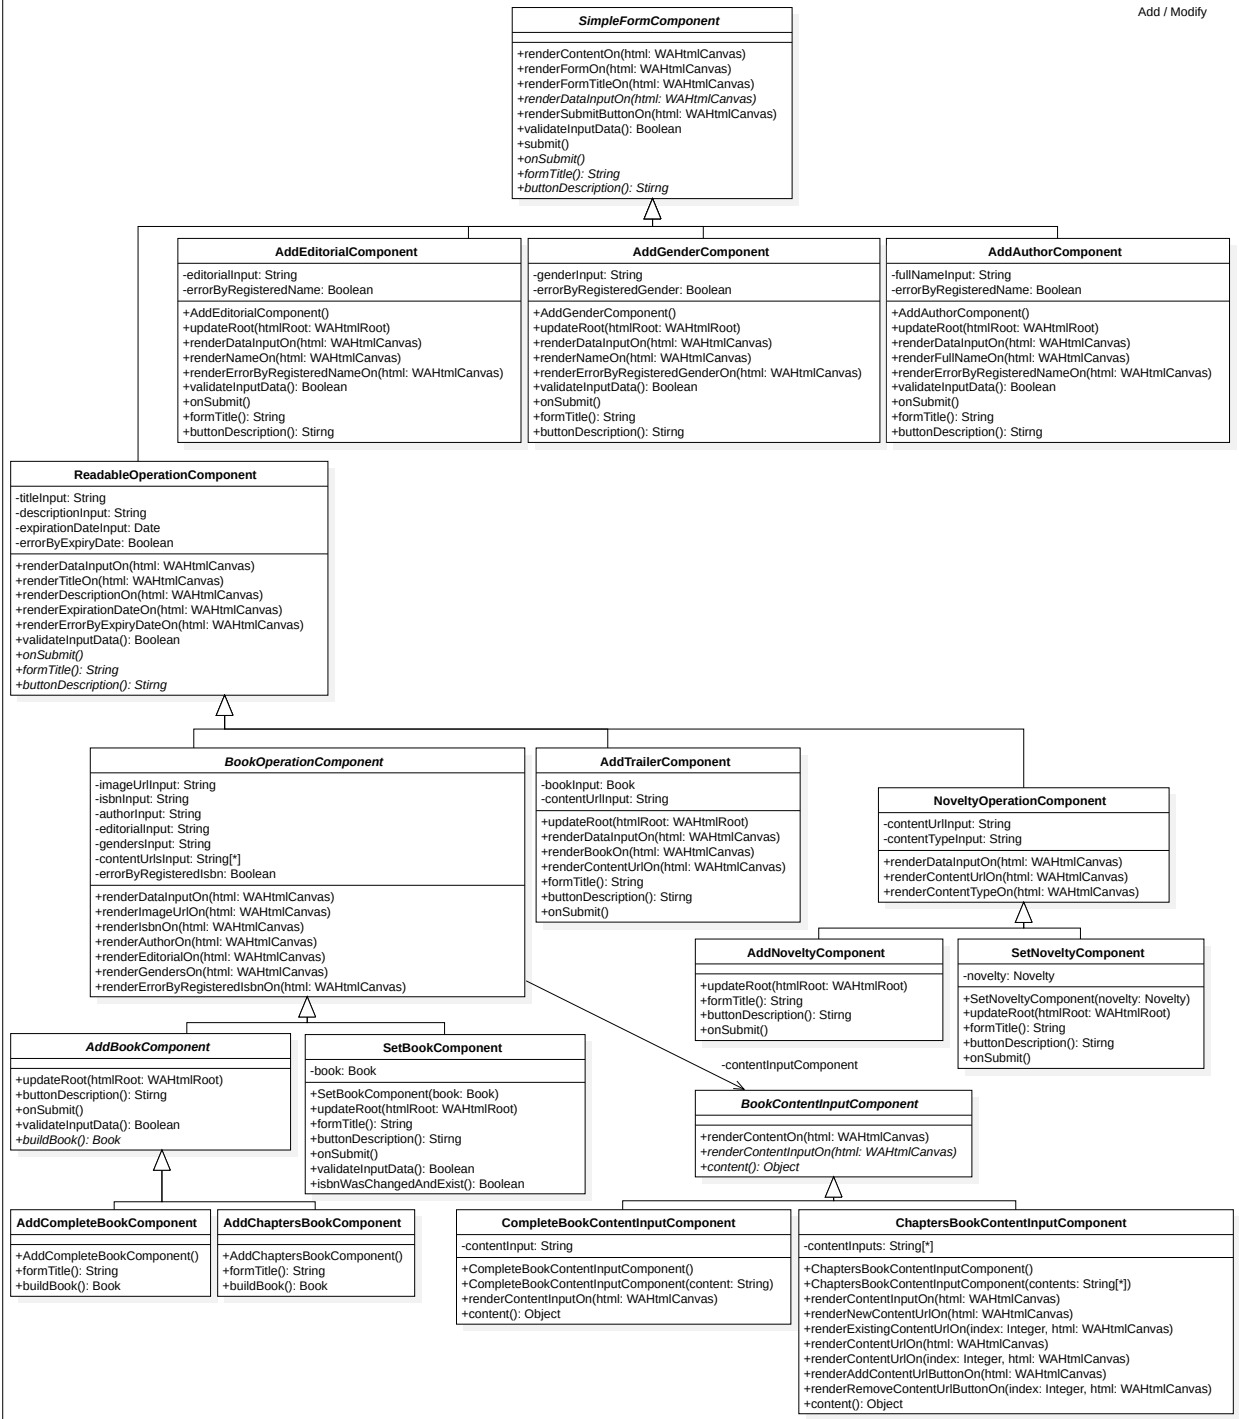 Add / Modify
SimpleFormComponent
+renderContentOn(html: WAHtmlCanvas)
+renderFormOn(html: WAHtmlCanvas)
+renderFormTitleOn(html: WAHtmlCanvas)
+renderDataInputOn(html: WAHtmlCanvas)
+renderSubmitButtonOn(html: WAHtmlCanvas)
+validateInputData(): Boolean
+submit()
+onSubmit()
+formTitle(): String
+buttonDescription(): Stirng
AddEditorialComponent
-editorialInput: String
-errorByRegisteredName: Boolean
+AddEditorialComponent()
+updateRoot(htmlRoot: WAHtmlRoot)
+renderDataInputOn(html: WAHtmlCanvas)
+renderNameOn(html: WAHtmlCanvas)
+renderErrorByRegisteredNameOn(html: WAHtmlCanvas)
+validateInputData(): Boolean
+onSubmit()
+formTitle(): String
+buttonDescription(): Stirng
AddGenderComponent
-genderInput: String
-errorByRegisteredGender: Boolean
+AddGenderComponent()
+updateRoot(htmlRoot: WAHtmlRoot)
+renderDataInputOn(html: WAHtmlCanvas)
+renderNameOn(html: WAHtmlCanvas)
+renderErrorByRegisteredGenderOn(html: WAHtmlCanvas)
+validateInputData(): Boolean
+onSubmit()
+formTitle(): String
+buttonDescription(): Stirng
AddAuthorComponent
-fullNameInput: String
-errorByRegisteredName: Boolean
+AddAuthorComponent()
+updateRoot(htmlRoot: WAHtmlRoot)
+renderDataInputOn(html: WAHtmlCanvas)
+renderFullNameOn(html: WAHtmlCanvas)
+renderErrorByRegisteredNameOn(html: WAHtmlCanvas)
+validateInputData(): Boolean
+onSubmit()
+formTitle(): String
+buttonDescription(): Stirng
ReadableOperationComponent
-titleInput: String
-descriptionInput: String
-expirationDateInput: Date
-errorByExpiryDate: Boolean
+renderDataInputOn(html: WAHtmlCanvas)
+renderTitleOn(html: WAHtmlCanvas)
+renderDescriptionOn(html: WAHtmlCanvas)
+renderExpirationDateOn(html: WAHtmlCanvas)
+renderErrorByExpiryDateOn(html: WAHtmlCanvas)
+validateInputData(): Boolean
+onSubmit()
+formTitle(): String
+buttonDescription(): Stirng
BookOperationComponent
-imageUrlInput: String
-isbnInput: String
-authorInput: String
-editorialInput: String
-gendersInput: String
-contentUrlsInput: String[*]
-errorByRegisteredIsbn: Boolean
+renderDataInputOn(html: WAHtmlCanvas)
+renderImageUrlOn(html: WAHtmlCanvas)
+renderIsbnOn(html: WAHtmlCanvas)
+renderAuthorOn(html: WAHtmlCanvas)
+renderEditorialOn(html: WAHtmlCanvas)
+renderGendersOn(html: WAHtmlCanvas)
+renderErrorByRegisteredIsbnOn(html: WAHtmlCanvas)
AddTrailerComponent
-bookInput: Book
-contentUrlInput: String
+updateRoot(htmlRoot: WAHtmlRoot)
+renderDataInputOn(html: WAHtmlCanvas)
+renderBookOn(html: WAHtmlCanvas)
+renderContentUrlOn(html: WAHtmlCanvas)
+formTitle(): String
+buttonDescription(): Stirng
+onSubmit()
NoveltyOperationComponent
-contentUrlInput: String
-contentTypeInput: String
+renderDataInputOn(html: WAHtmlCanvas)
+renderContentUrlOn(html: WAHtmlCanvas)
+renderContentTypeOn(html: WAHtmlCanvas)
AddNoveltyComponent
+updateRoot(htmlRoot: WAHtmlRoot)
+formTitle(): String
+buttonDescription(): Stirng
+onSubmit()
SetNoveltyComponent
-novelty: Novelty
+SetNoveltyComponent(novelty: Novelty)
+updateRoot(htmlRoot: WAHtmlRoot)
+formTitle(): String
+buttonDescription(): Stirng
+onSubmit()
AddBookComponent
+updateRoot(htmlRoot: WAHtmlRoot)
+buttonDescription(): Stirng
+onSubmit()
+validateInputData(): Boolean
+buildBook(): Book
SetBookComponent
-book: Book
+SetBookComponent(book: Book)
+updateRoot(htmlRoot: WAHtmlRoot)
+formTitle(): String
+buttonDescription(): Stirng
+onSubmit()
+validateInputData(): Boolean
+isbnWasChangedAndExist(): Boolean
-contentInputComponent
BookContentInputComponent
+renderContentOn(html: WAHtmlCanvas)
+renderContentInputOn(html: WAHtmlCanvas)
+content(): Object
AddCompleteBookComponent
+AddCompleteBookComponent()
+formTitle(): String
+buildBook(): Book
AddChaptersBookComponent
+AddChaptersBookComponent()
+formTitle(): String
+buildBook(): Book
CompleteBookContentInputComponent
-contentInput: String
+CompleteBookContentInputComponent()
+CompleteBookContentInputComponent(content: String)
+renderContentInputOn(html: WAHtmlCanvas)
+content(): Object
ChaptersBookContentInputComponent
-contentInputs: String[*]
+ChaptersBookContentInputComponent()
+ChaptersBookContentInputComponent(contents: String[*])
+renderContentInputOn(html: WAHtmlCanvas)
+renderNewContentUrlOn(html: WAHtmlCanvas)
+renderExistingContentUrlOn(index: Integer, html: WAHtmlCanvas)
+renderContentUrlOn(html: WAHtmlCanvas)
+renderContentUrlOn(index: Integer, html: WAHtmlCanvas)
+renderAddContentUrlButtonOn(html: WAHtmlCanvas)
+renderRemoveContentUrlButtonOn(index: Integer, html: WAHtmlCanvas)
+content(): Object